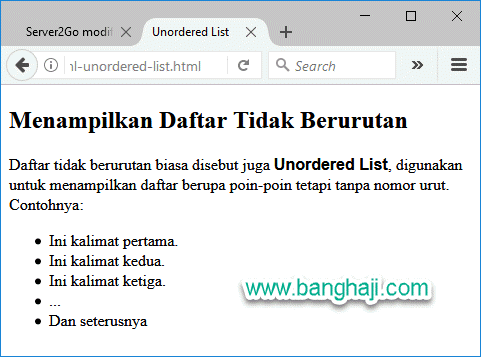 Server2Go modif
Unordered List
nl-unordered-list.html
Search
Menampilkan Daftar Tidak Berurutan
Daftar tidak berurutan biasa disebut juga Unordered List, digunakan
untuk menampilkan daftar berupa poin-poin tetapi tanpa nomor urut.
Contohnya:
• Ini kalimat pertama.
• Ini kalimat kedua.
• Ini kalimat ketiga.
• ...
• Dan seterusnya
www.banghaji.com